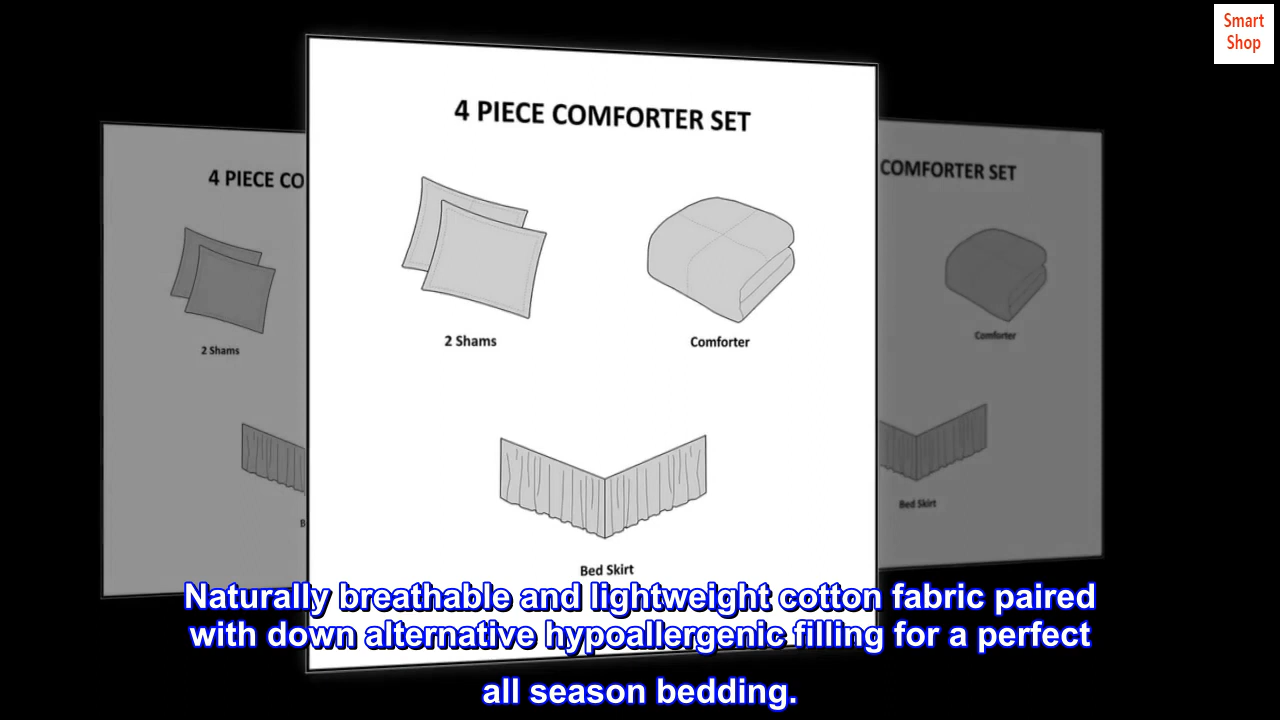 Smart
Shop
4 PIECE COMFORTER SET
4 PIECE CO
COMFORTER SET
2 Shams
Comforter
2 Shams
Comforter
Bed Skirt
B
Bed Skirt
Naturally breathable and lightweight cotton fabric paired
with down alternative hypoallergenic filling for a perfect
all season bedding.